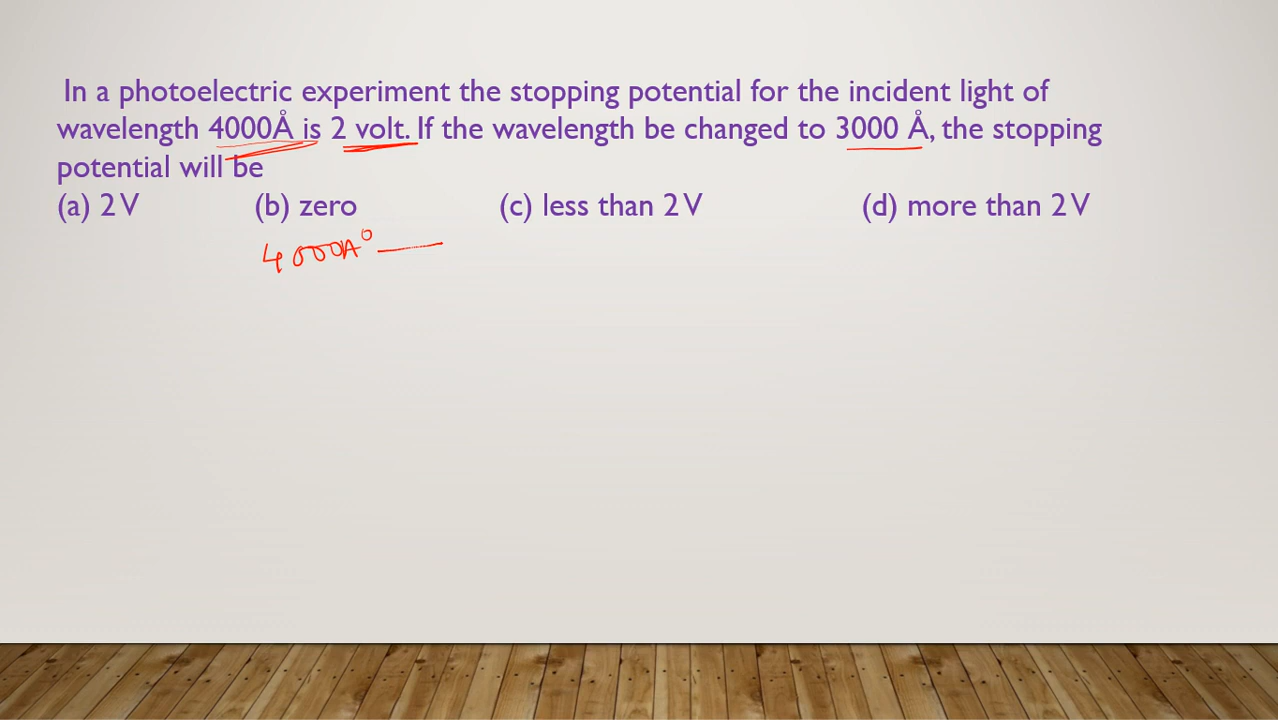 In a photoelectric experiment the stopping potential for the incident light of
wavelength 4000Å is 2 volt. If the wavelength be changed to 3000 Å, the stopping
potential will be
(a) 2 V (b) zero (c) less than 2 V (d) more than 2 V
4000A°